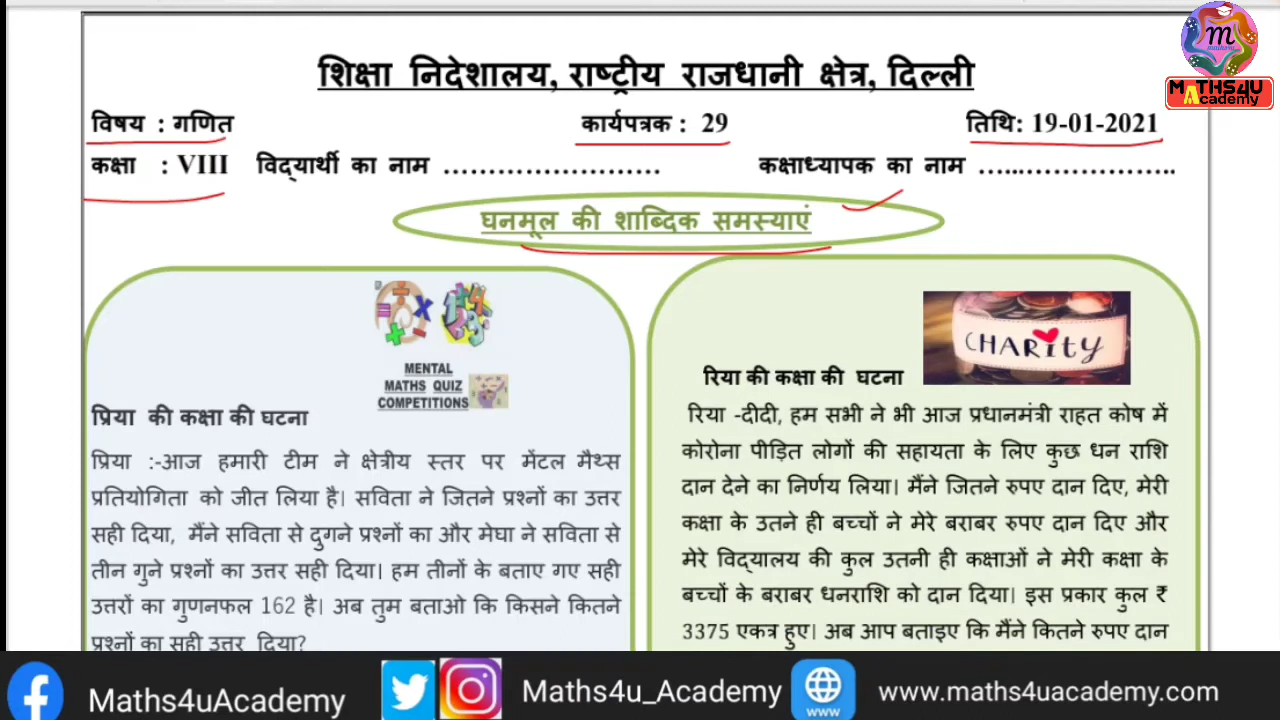 शिक्षा निदेशालय, राष्ट्रीय राजधानी क्षेत्र, दिल्ली
विषय : गणित कार्यपत्रक : 29 तिथि: 19-01-2021
कक्षा : VIII विद्यार्थी का नाम …………………… कक्षाध्यापक का नाम …...……………..
घनमूल की शाब्दिक समस्याएं
MENTAL
MATHS QUIZ
COMPETITIONS
प्रिया की कक्षा की घटना
प्रिया :-आज हमारी टीम ने क्षेत्रीय स्तर पर मेंटल मैथ्स
प्रतियोगिता को जीत लिया है। सविता ने जितने प्रश्नों का उत्तर
सही दिया, मैंने सविता से दुगने प्रश्नों का और मेघा ने सविता से
तीन गुने प्रश्नों का उत्तर सही दिया। हम तीनों के बताए गए सही
उत्तरों का गुणनफल 162 है। अब तुम बताओ कि किसने कितने
प्रश्नों का सही उत्तर दिया?
CHARITY
रिया की कक्षा की घटना
रिया -दीदी, हम सभी ने भी आज प्रधानमंत्री राहत कोष में
कोरोना पीड़ित लोगों की सहायता के लिए कुछ धन राशि
दान देने का निर्णय लिया। मैंने जितने रुपए दान दिए, मेरी
कक्षा के उतने ही बच्चों ने मेरे बराबर रुपए दान दिए और
मेरे विद्यालय की कुल उतनी ही कक्षाओं ने मेरी कक्षा के
बच्चों के बराबर धनराशि को दान दिया। इस प्रकार कुल ₹
3375 एकत्र हुए। अब आप बताइए कि मैंने कितने रुपए दान
m
MATHS4U
Academy
Maths4uAcademy
Maths4u_Academy
WWW
www.maths4uacademy.com